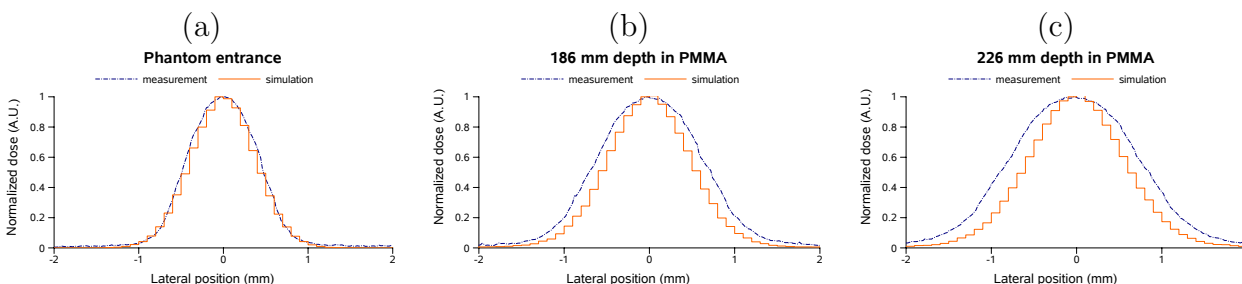 (a)
Phantom entrance
measurement simulation
Normalized dose (A.U.)
1
0.8
0.6
0.4
0.2
0
-2 -1 0 1 2
Lateral position (mm)
(b)
186 mm depth in PMMA
measurement simulation
Normalized dose (A.U.)
1
0.8
0.6
0.4
0.2
0
-2 -1 0 1 2
Lateral position (mm)
(c)
226 mm depth in PMMA
measurement simulation
Normalized dose (A.U.)
1
0.8
0.6
0.4
0.2
0
-2 -1 0 1
Lateral position (mm)